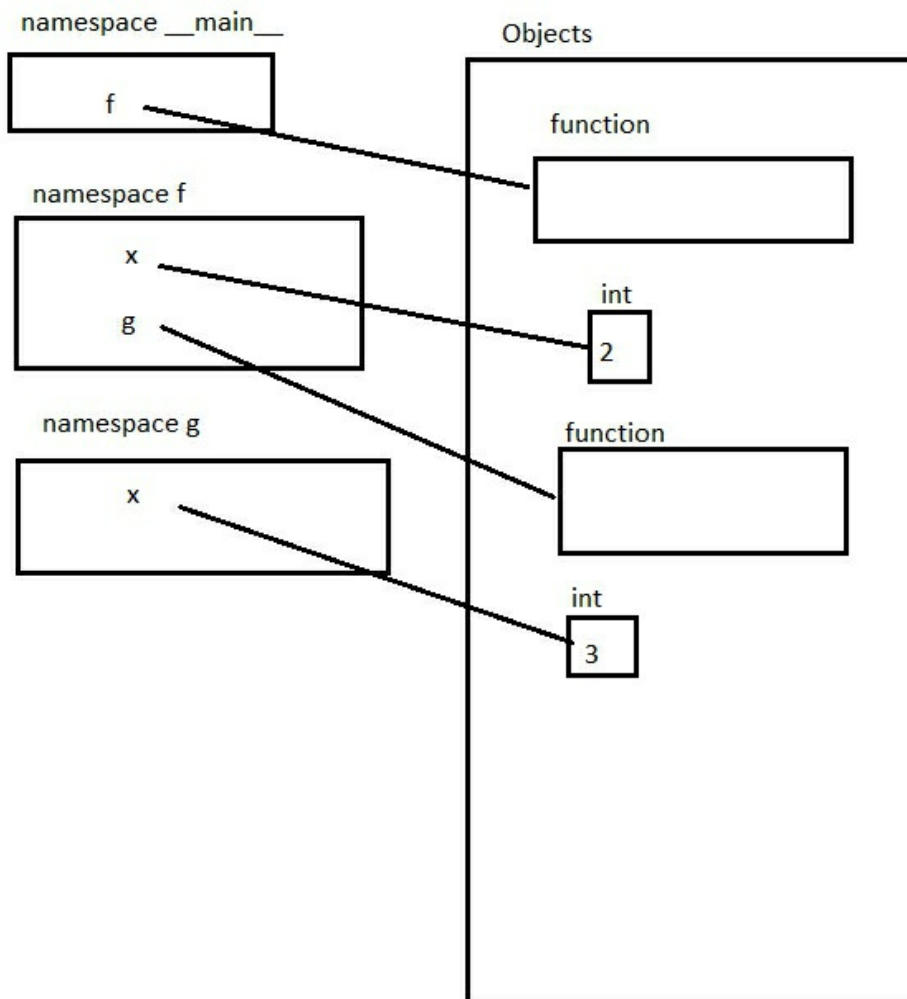 namespace __main__
f
namespace f
x
g
namespace g
x
Objects
function
int
2
function
int
3